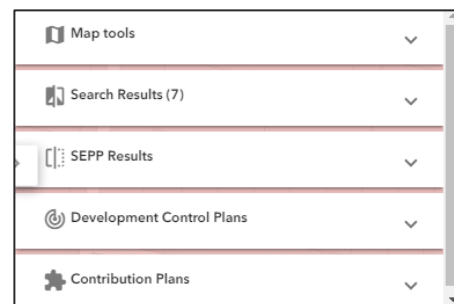 Map tools
Search Results (7)
SEPP Results
Development Control Plans
Contribution Plans